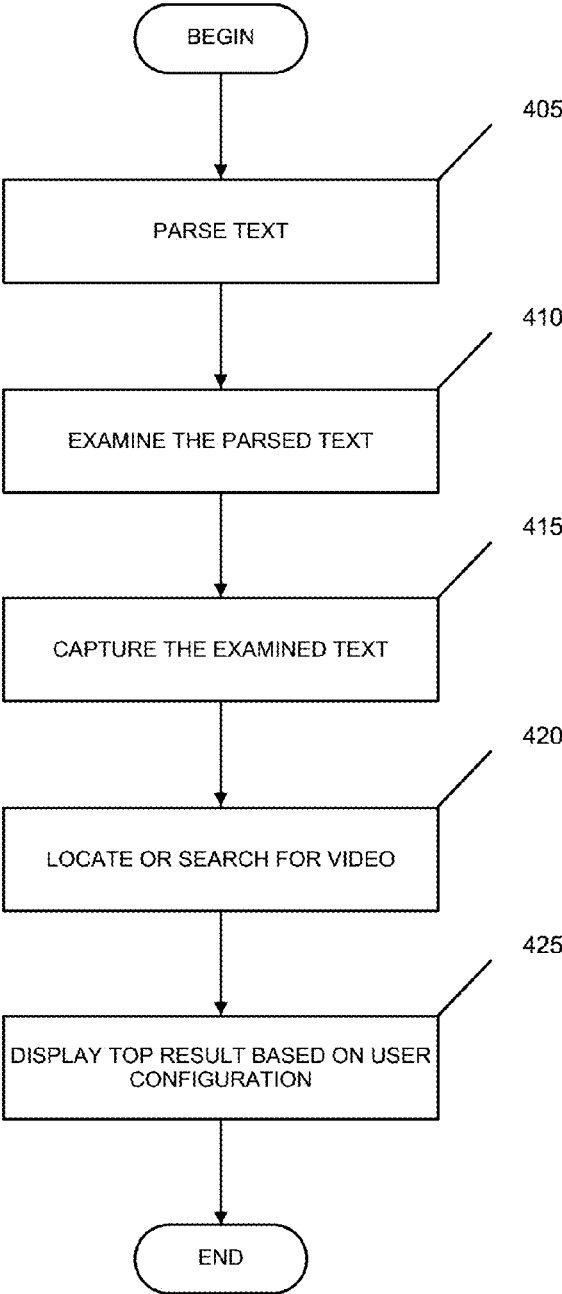 BEGIN
405
PARSE TEXT
410
EXAMINE THE PARSED TEXT
415
CAPTURE THE EXAMINED TEXT
420
LOCATE OR SEARCH FOR VIDEO
425
DISPLAY TOP RESULT BASED ON USER
CONFIGURATION
END